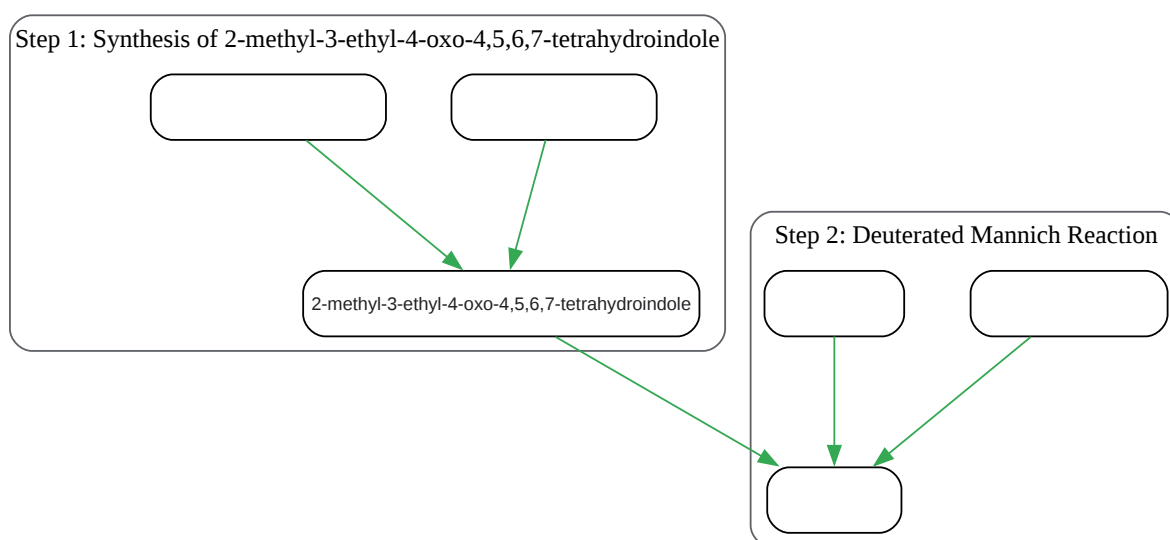 Step 1: Synthesis of 2-methyl-3-ethyl-4-oxo-4,5,6,7-tetrahydroindole
2-methyl-3-ethyl-4-oxo-4,5,6,7-tetrahydroindole
Step 2: Deuterated Mannich Reaction